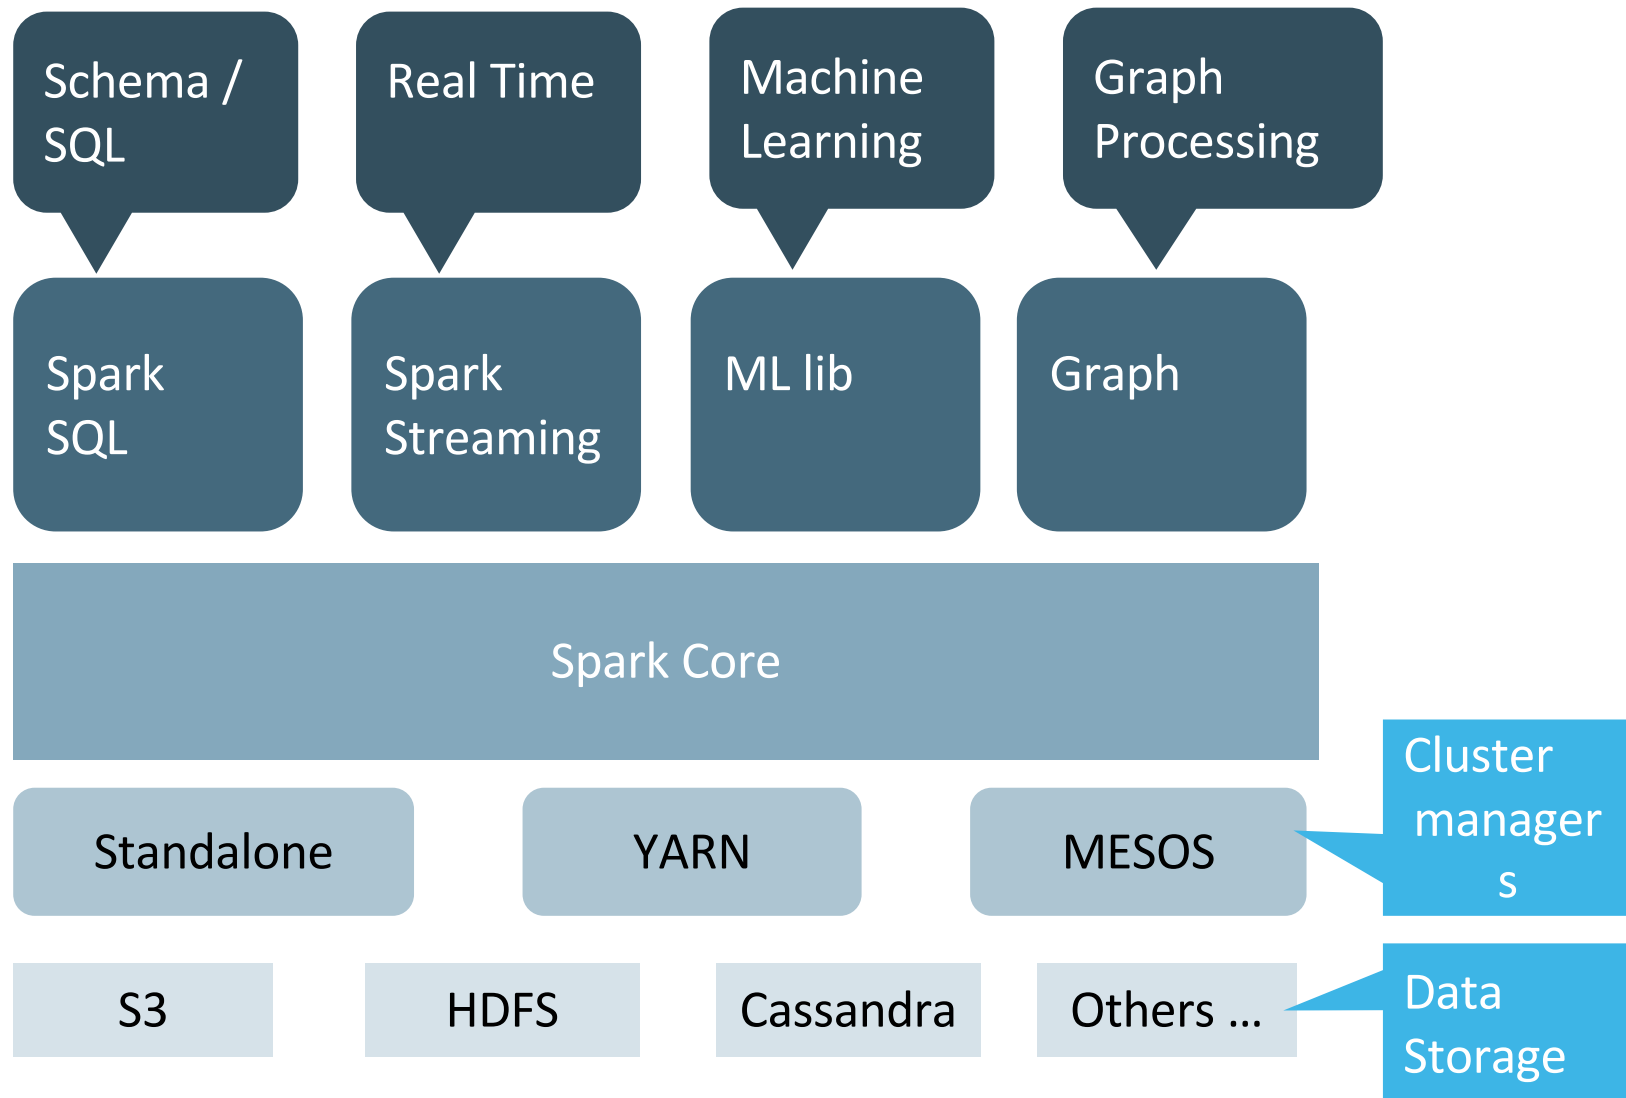 Schema /
SQL
Real Time
Machine
Learning
Graph
Processing
Spark
SQL
Spark
Streaming
ML lib
Graph
Spark Core
Cluster
manager
s
Standalone
YARN
MESOS
S3
HDFS
Cassandra
Others ...
Data
Storage